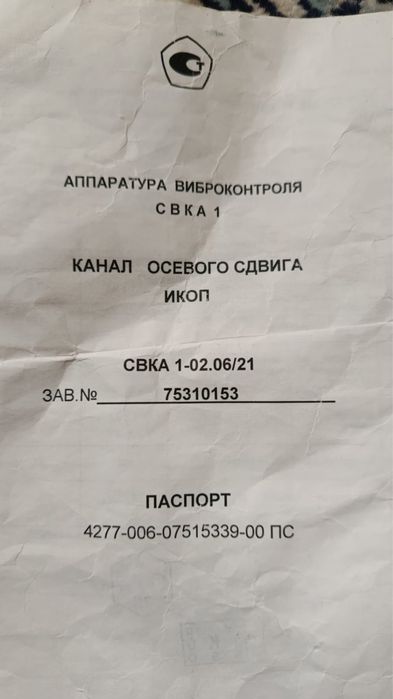 АППАРАТУРА ВИБРОКОНТРОЛЯ
СВКА 1
КАНАЛ ОСЕВОГО СДВИГА
ИКОП
СВКА 1-02.06/21
ЗАВ.№ 75310153
ПАСПОРТ
4277-006-07515339-00 ПС